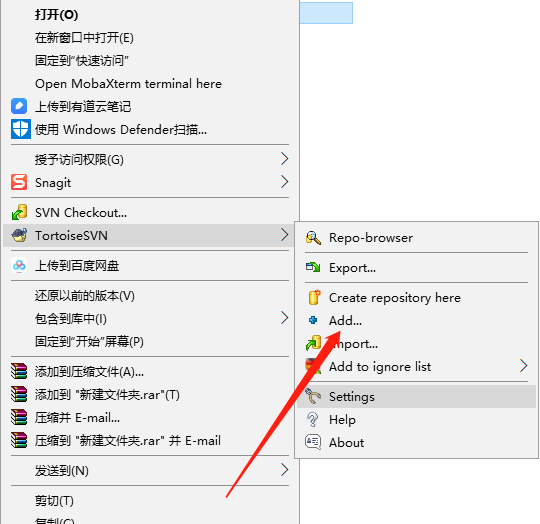 打开(O)
在新窗口中打开(E)
固定到"快速访问"
Open MobaXterm terminal here
上传到有道云笔记
使用 Windows Defender扫描...
授予访问权限(G)
Snagit
SVN Checkout...
TortoiseSVN
上传到百度网盘
还原以前的版本(V)
包含到库中(I)
固定到"开始"屏幕(P)
添加到压缩文件(A)...
添加到 "新建文件夹.rar"(T)
压缩并 E-mail...
压缩到 "新建文件夹.rar" 并 E-mail
发送到(N)
剪切(T)
复制(C)
Repo-browser
Export...
Create repository here
Add...
Import...
Add to ignore list
Settings
Help
About